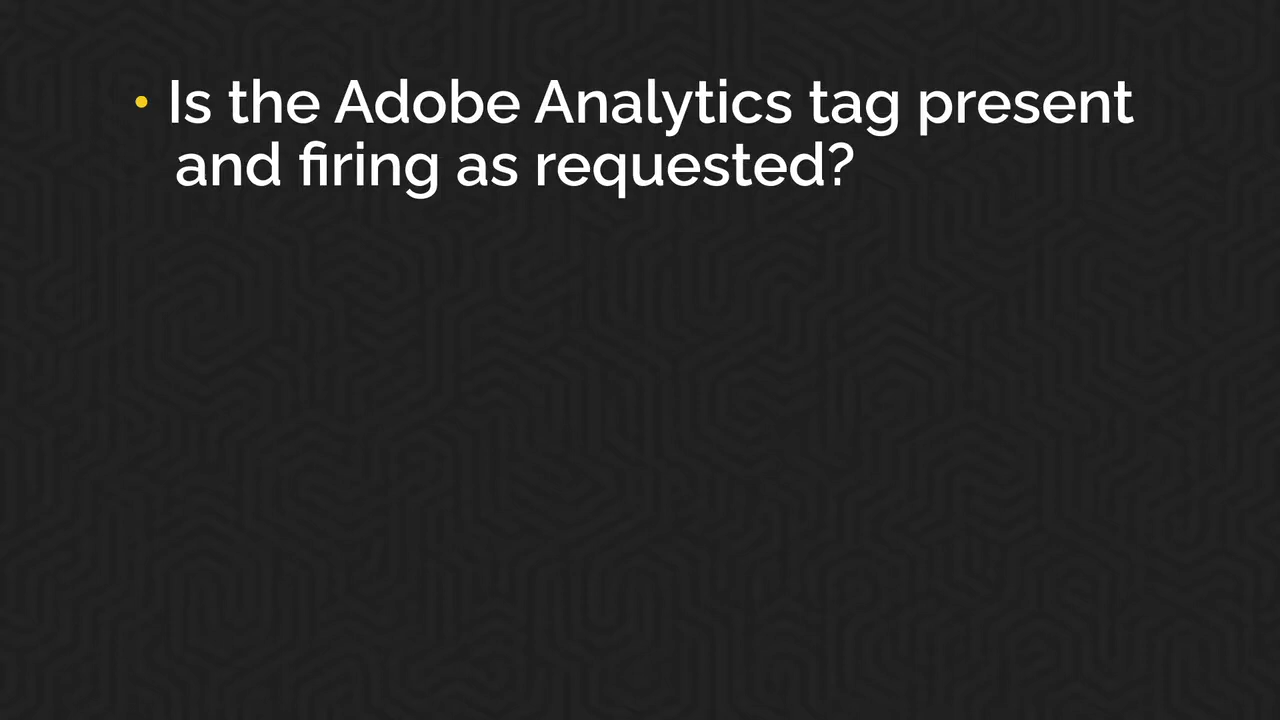 • Is the Adobe Analytics tag present
and firing as requested?